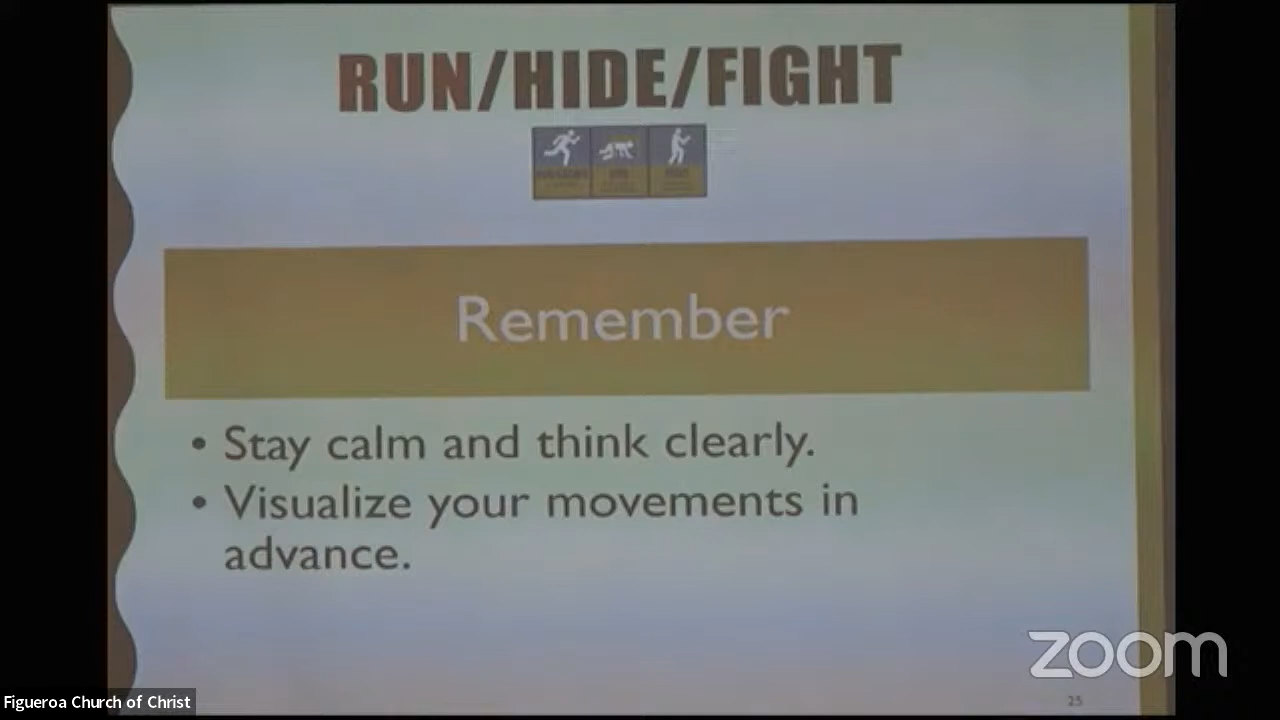 RUN/HIDE/FIGHT
Remember
• Stay calm and think clearly.
• Visualize your movements in
advance.
zoom
25
Figueroa Church of Christ